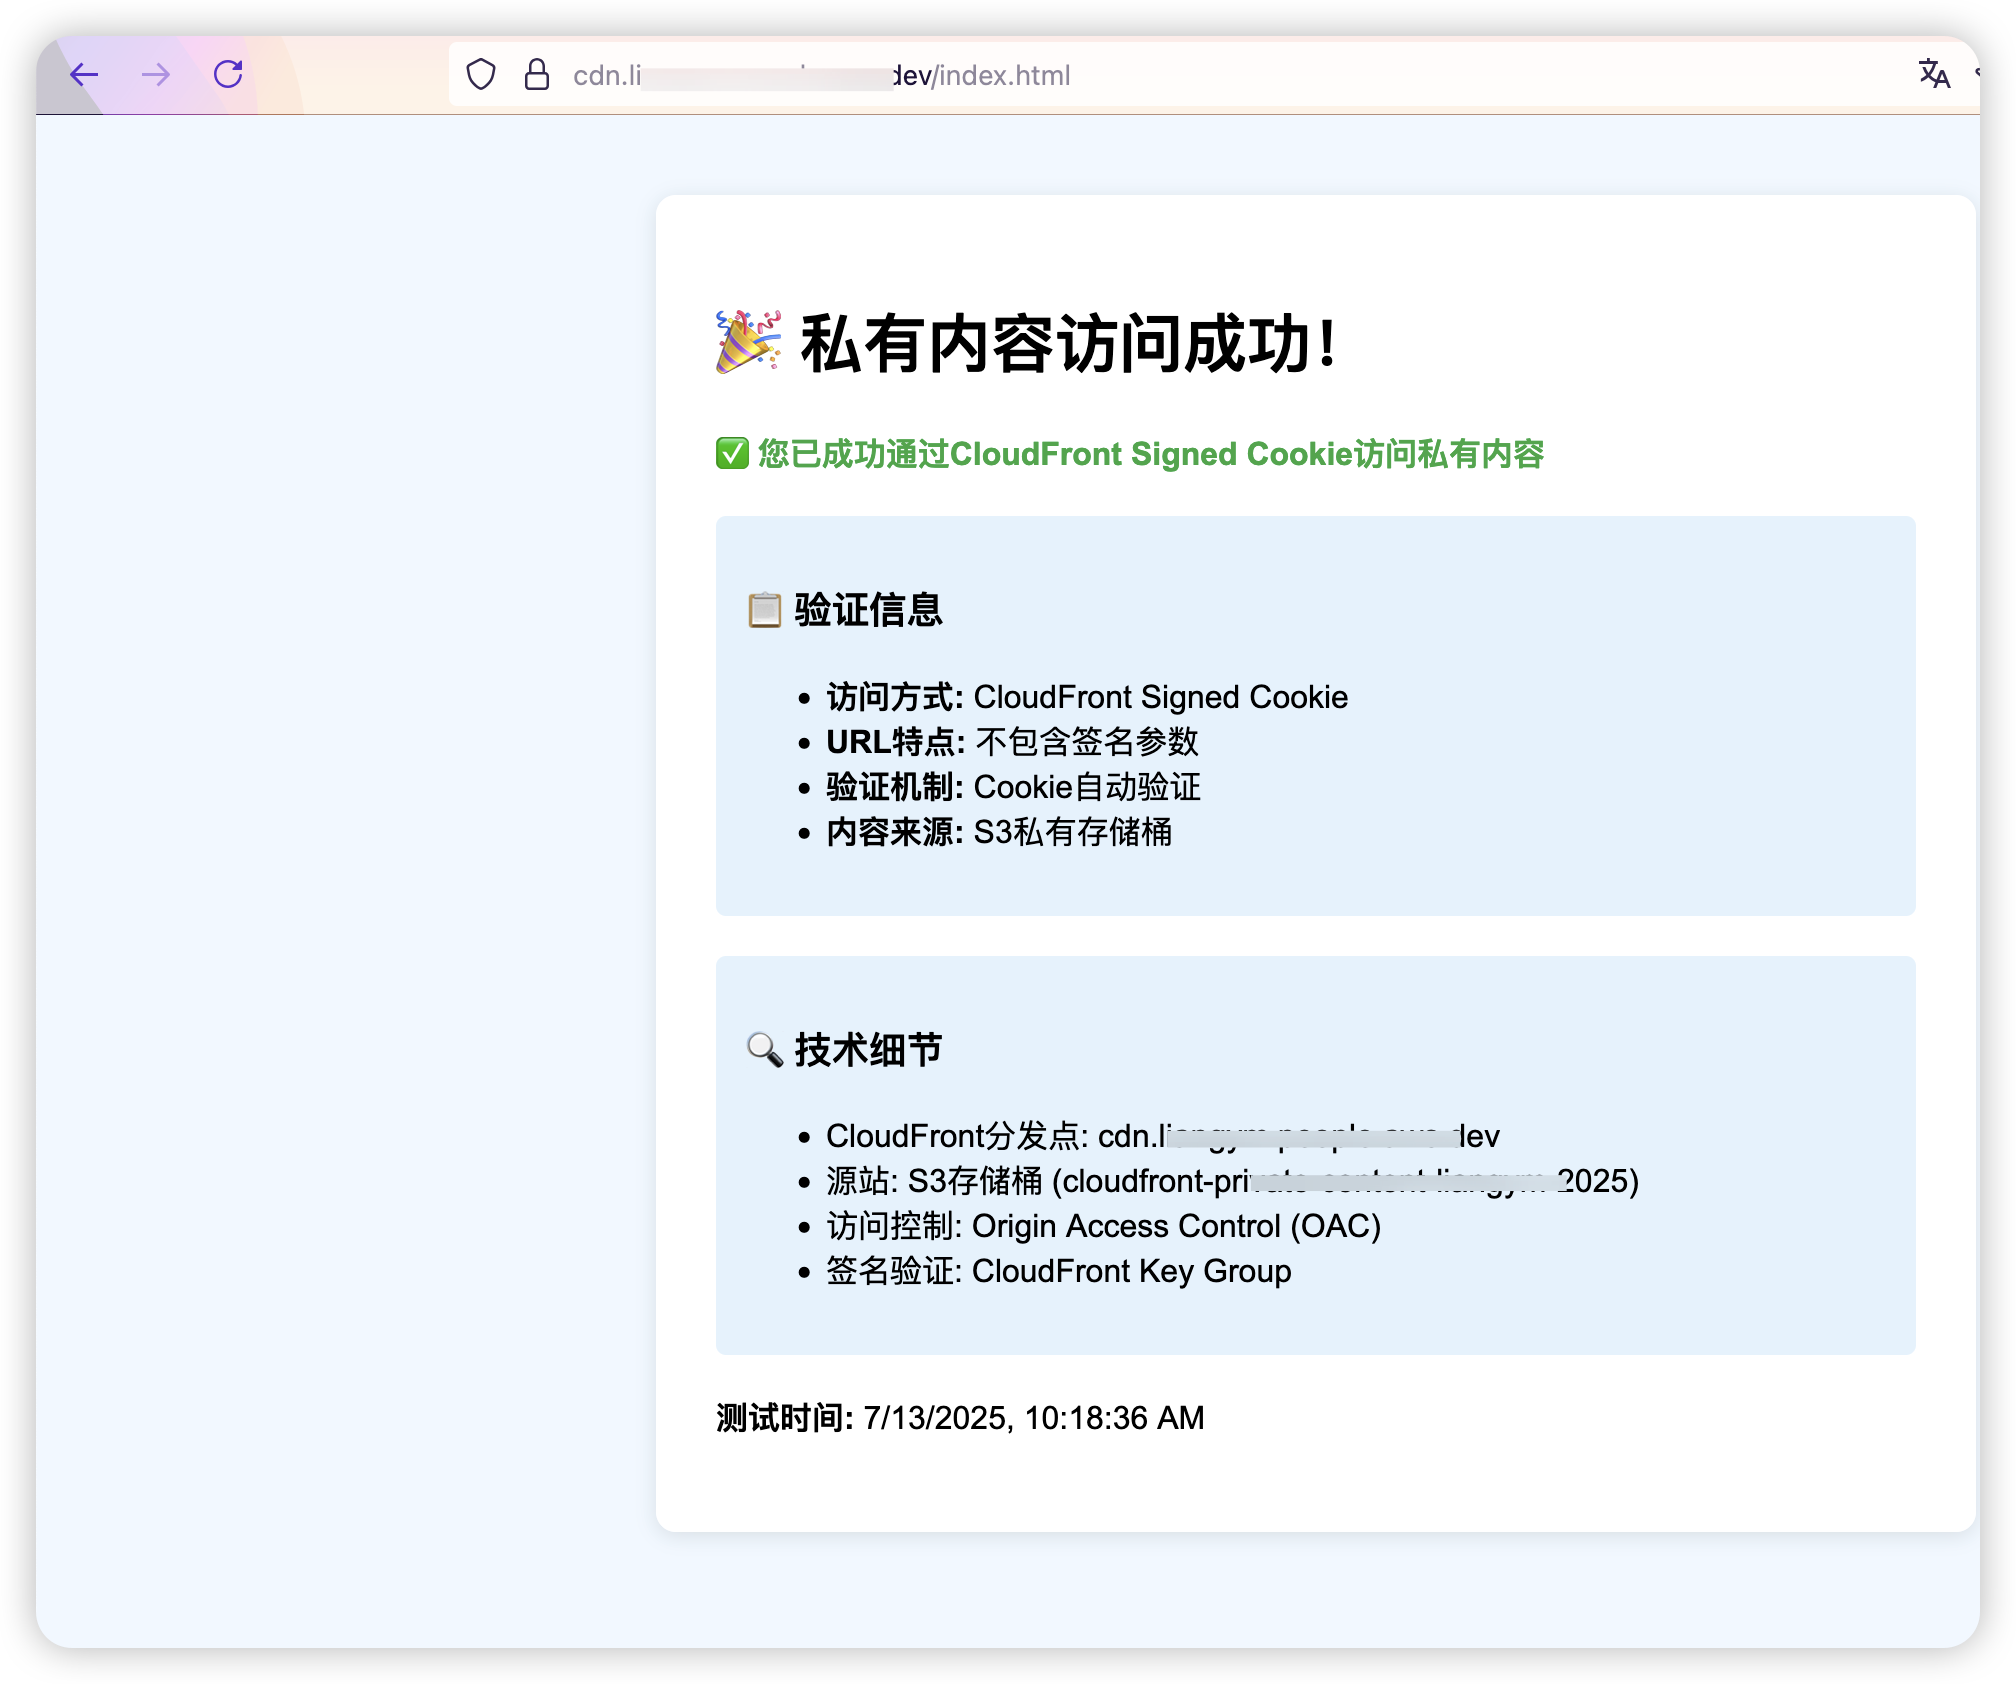 cdn.li dev/index.html
🎉 私有内容访问成功！
✅ 您已成功通过CloudFront Signed Cookie访问私有内容
📋 验证信息
• 访问方式: CloudFront Signed Cookie
• URL特点: 不包含签名参数
• 验证机制: Cookie自动验证
• 内容来源: S3私有存储桶
🔍 技术细节
• CloudFront分发点: cdn. dev
• 源站: S3存储桶 (cloudfront- 2025)
• 访问控制: Origin Access Control (OAC)
• 签名验证: CloudFront Key Group
测试时间: 7/13/2025, 10:18:36 AM